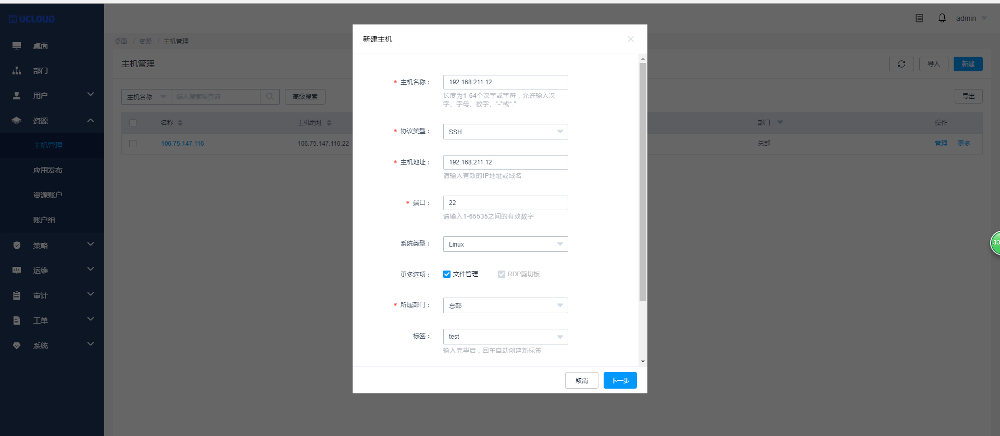 UCLOUD
admin
桌面
部门
用户
资源
主机管理
应用发布
资源账户
账户组
策略
运维
审计
工单
系统
桌面 / 资源 / 主机管理
主机管理
导入
新建
主机名称
输入搜索项查询
高级搜索
导出
名称
主机地址
部门
操作
106.75.147.116
106.75.147.116:22
总部
管理
更多
新建主机
* 主机名称：
192.168.211.12
长度为1-64个汉字或字符，允许输入汉
字、字母、数字、“-”或“.”
* 协议类型：
SSH
* 主机地址：
192.168.211.12
请输入有效的IP地址或域名
* 端口：
22
请输入1-65535之间的有效数字
系统类型：
Linux
更多选项：
文件管理
RDP剪切板
* 所属部门：
总部
标签：
test
输入完毕后，回车自动创建新标签
取消
下一步
33